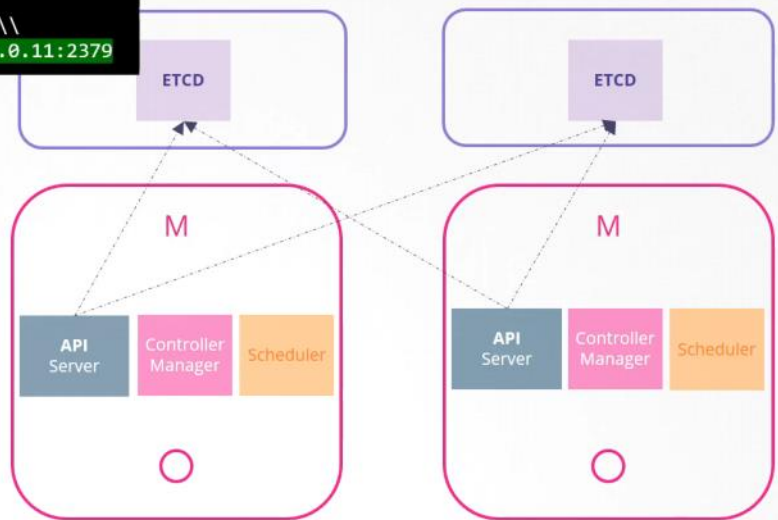 \\
.0.11:2379
ETCD
ETCD
M
M
API
Server
Controller
Manager
Scheduler
API
Server
Controller
Manager
Scheduler